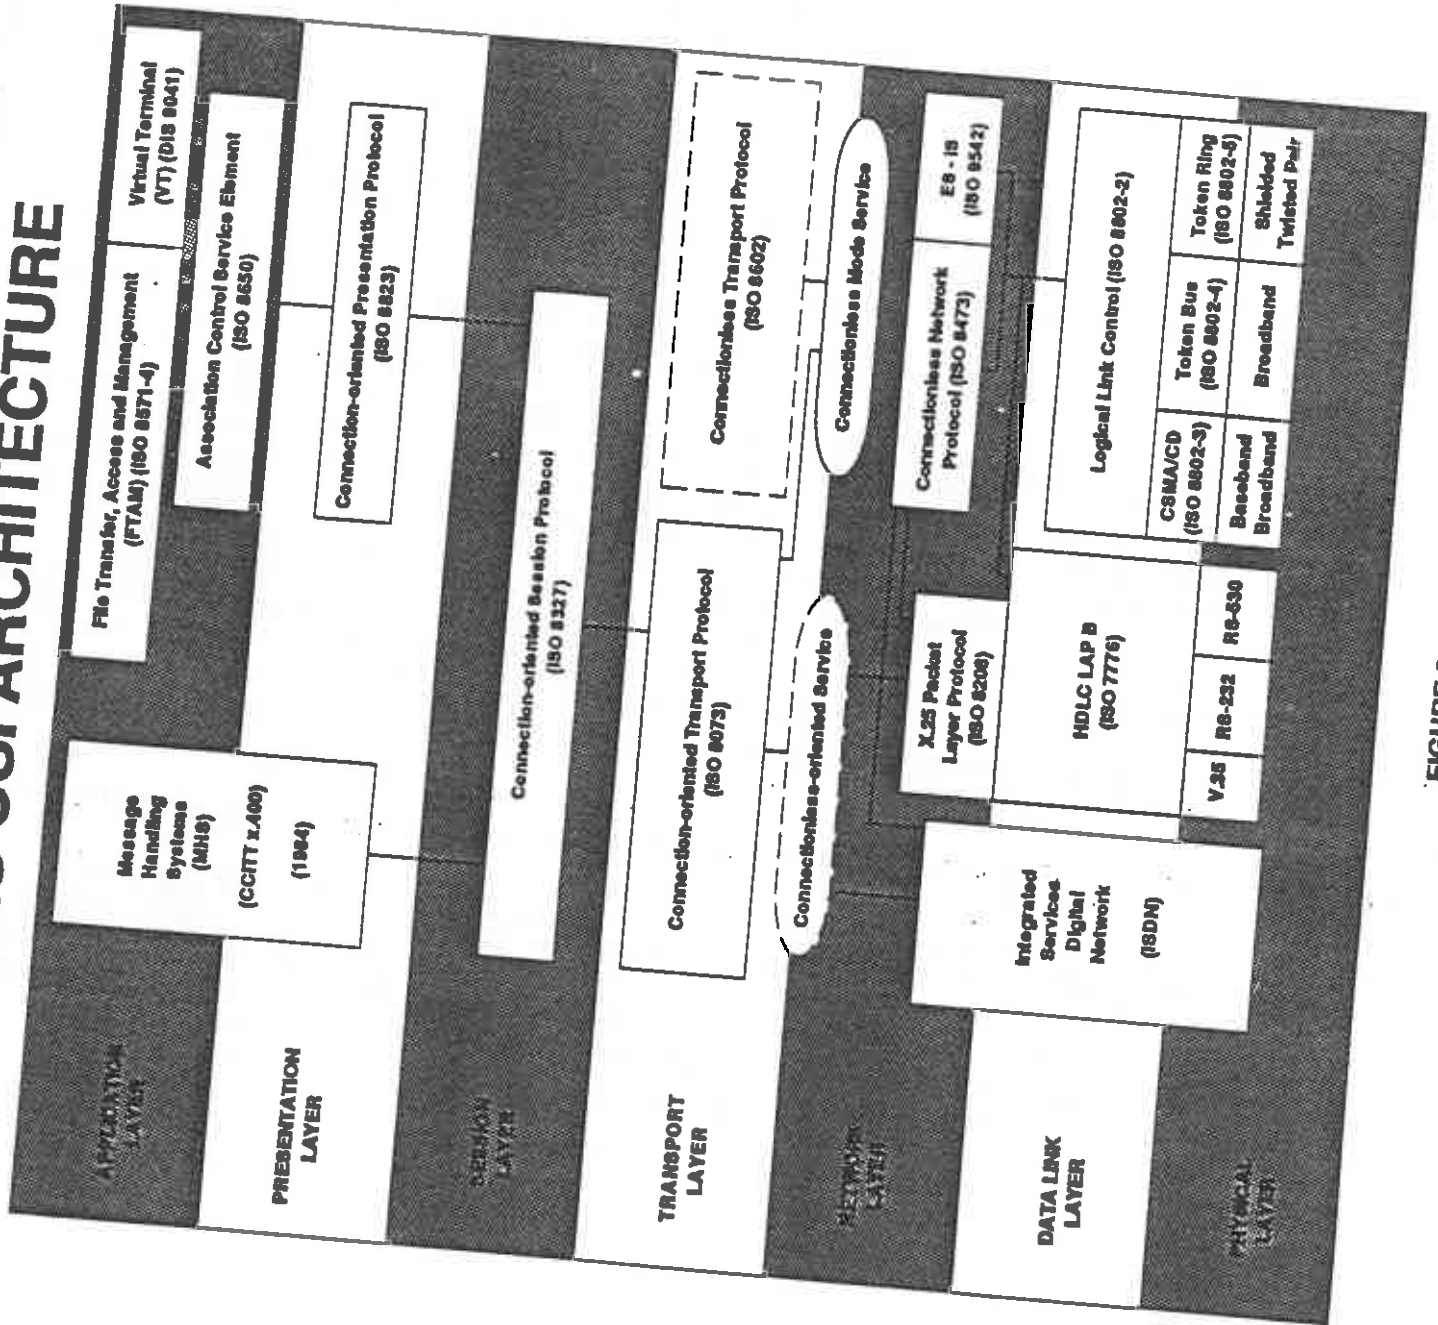 OSI ARCHITECTURE
APPLICATION
LAYER
Message
Handling
Systems
(MHS)
(CCITT X.400)
(1984)
File Transfer, Access and Management
(FTAM) (ISO 8571-4)
Virtual Terminal
(VT) (DIS 9041)
Association Control Service Element
(ISO 8650)
PRESENTATION
LAYER
Connection-oriented Presentation Protocol
(ISO 8823)
SESSION
LAYER
Connection-oriented Session Protocol
(ISO 8327)
TRANSPORT
LAYER
Connection-oriented Transport Protocol
(ISO 8073)
Connectionless Transport Protocol
(ISO 8602)
NETWORK
LAYER
Connectionless-oriented Service
Connectionless Mode Service
X.25 Packet
Layer Protocol
(ISO 8208)
Connectionless Network
Protocol (ISO 8473)
ES - IS
(ISO 9542)
DATA LINK
LAYER
Integrated
Services
Digital
Network
(ISDN)
HDLC LAP B
(ISO 7776)
Logical Link Control (ISO 8802-2)
CSMA/CD
(ISO 8802-3)
Token Bus
(ISO 8802-4)
Token Ring
(ISO 8802-5)
PHYSICAL
LAYER
V.35
RS-232
RS-530
Baseband
Broadband
Broadband
Shielded
Twisted Pair